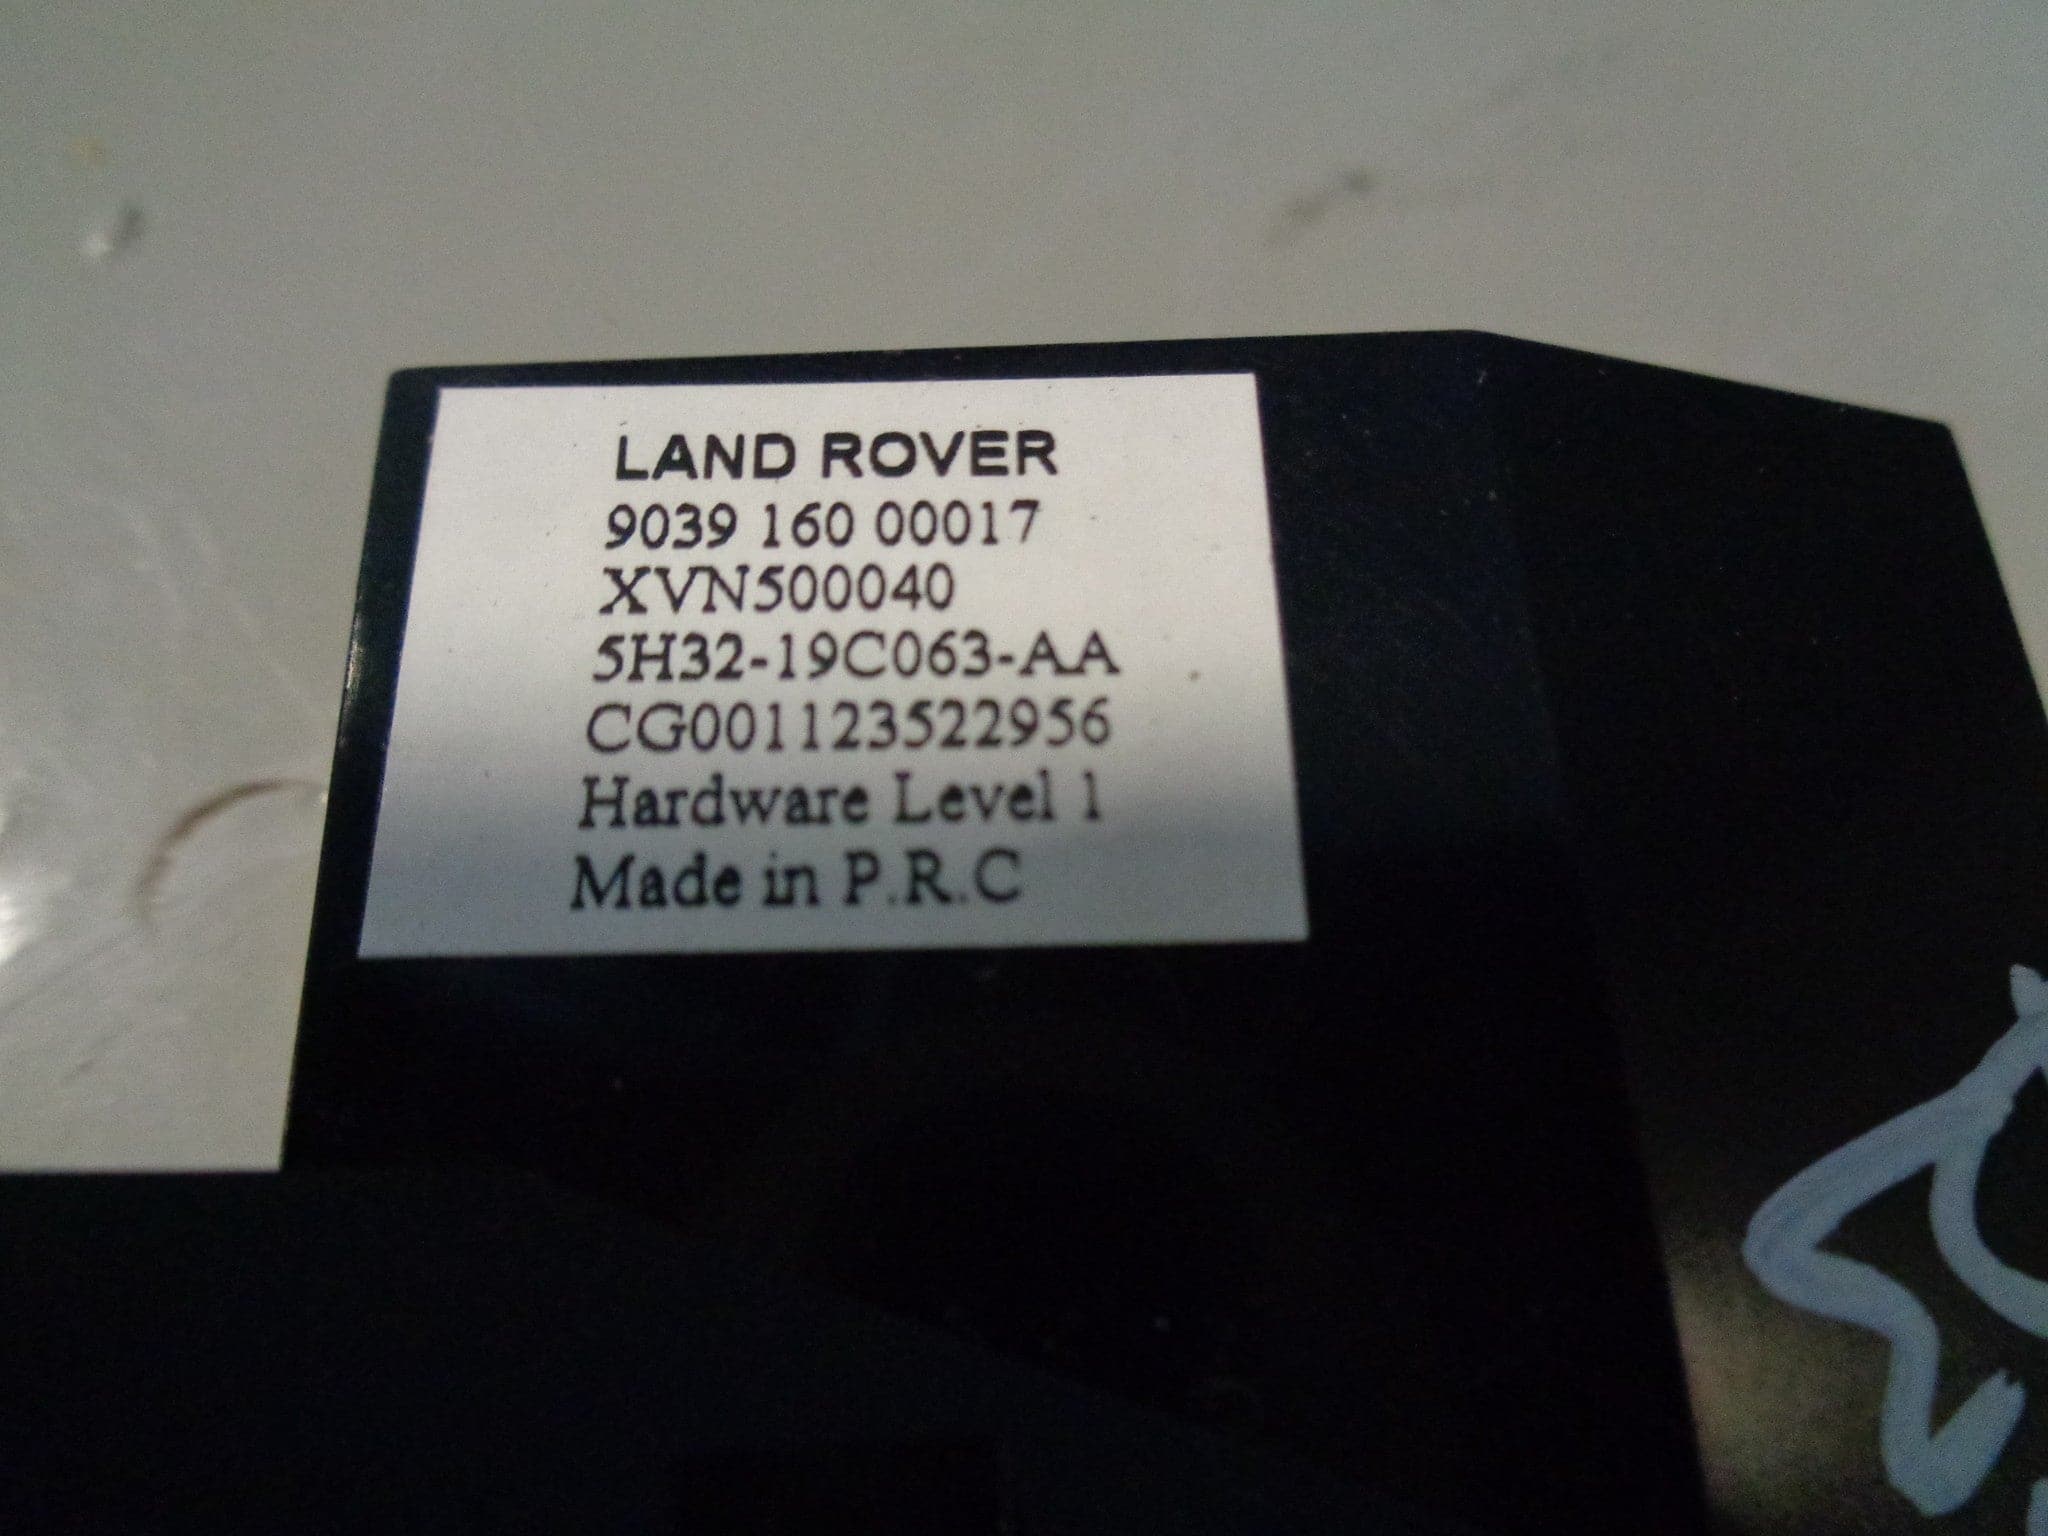 LAND ROVER
9039 160 00017
XVN500040
5H32-19C063-AA
CG001123522956
Hardware Level 1
Made in P.R.C